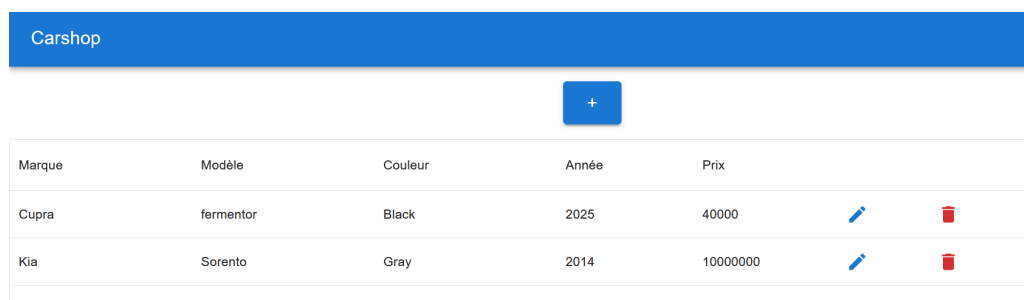 Carshop
+
Marque Modèle Couleur Année Prix
Cupra fermentor Black 2025 40000
Kia Sorento Gray 2014 10000000